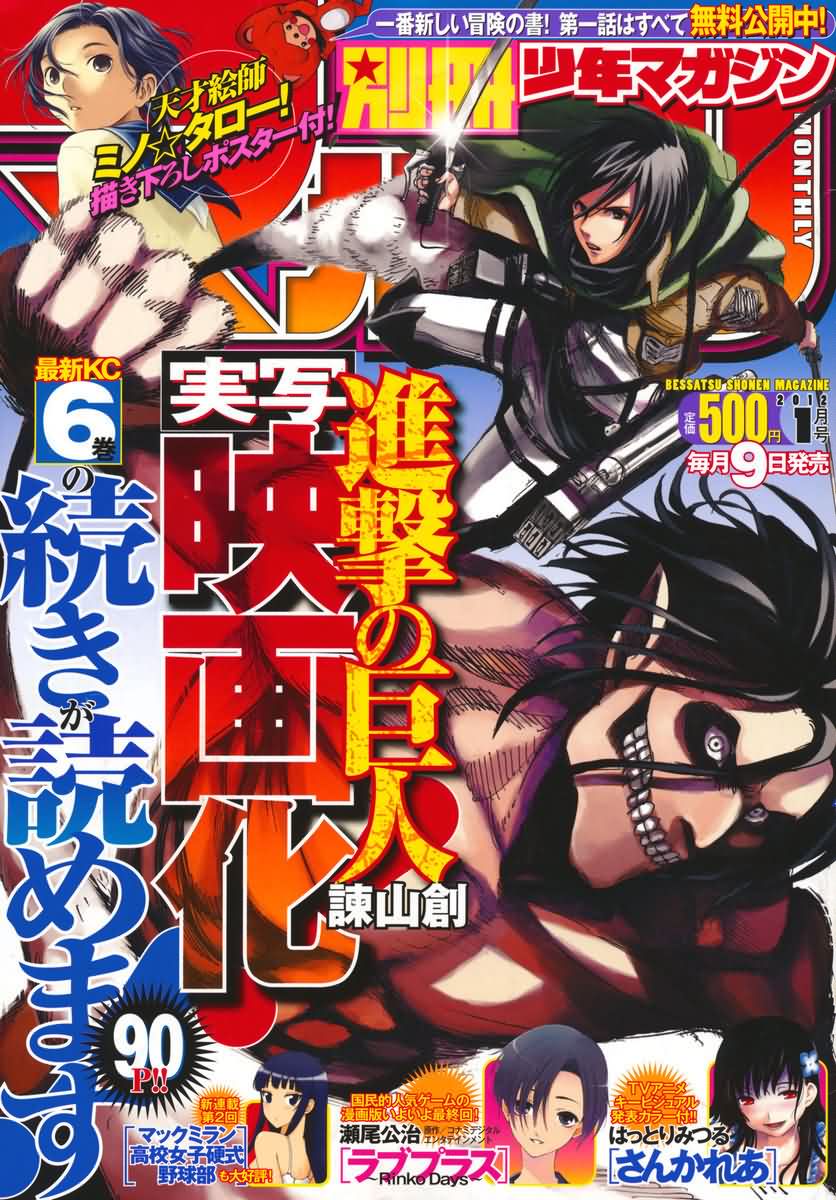 一番新しい冒険の書! 第一話はすべて無料公開中!
別冊 少年マガジン
MONTHLY
天才絵師
ミノ☆タロー!
描き下ろしポスター付!
BESSATSU SHONEN MAGAZINE
定価500円
2012
1月号
毎月9日発売
最新KC
6巻
の
続きが読めます
90P!!
進撃の巨人
諫山創
実写
映画化!
新連載
第2回
[マックミラン
高校女子硬式
野球部]
も大好評!
国民的人気ゲームの
漫画版いよいよ最終回!
瀬尾公治
原作/コナミデジタル
エンタテインメント
[ラブプラス]
~Rinko Days~
TVアニメ
キービジュアル
発表カラー付!!
はっとりみつる
[さんかれあ]